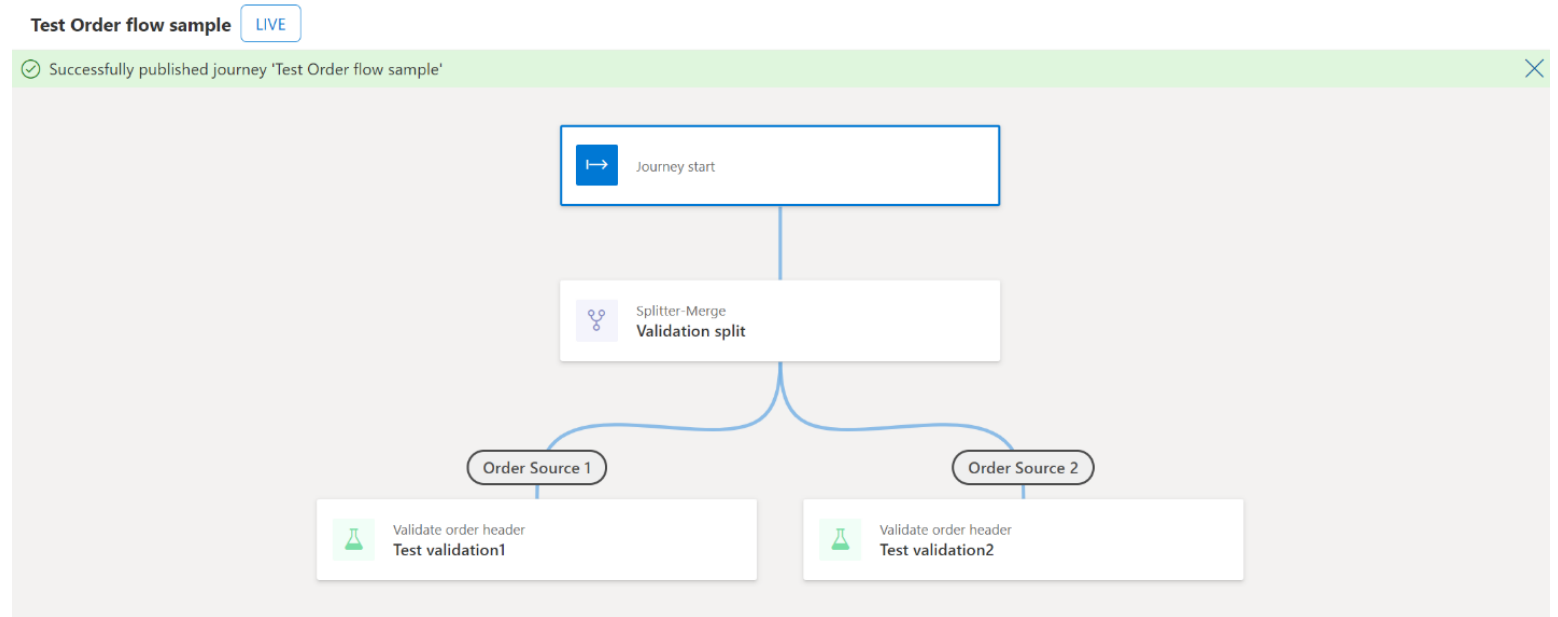 Test Order flow sample LIVE
Successfully published journey 'Test Order flow sample'
Journey start
Splitter-Merge
Validation split
Order Source 1
Order Source 2
Validate order header
Test validation1
Validate order header
Test validation2